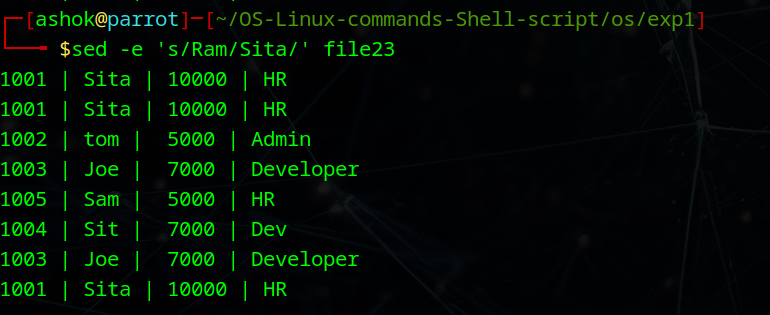 ┌─[ashok@parrot]─[~/OS-Linux-commands-Shell-script/os/exp1]
└──╼ $sed -e 's/Ram/Sita/' file23
1001 | Sita | 10000 | HR
1001 | Sita | 10000 | HR
1002 | tom |  5000 | Admin
1003 | Joe |  7000 | Developer
1005 | Sam |  5000 | HR
1004 | Sit |  7000 | Dev
1003 | Joe |  7000 | Developer
1001 | Sita | 10000 | HR